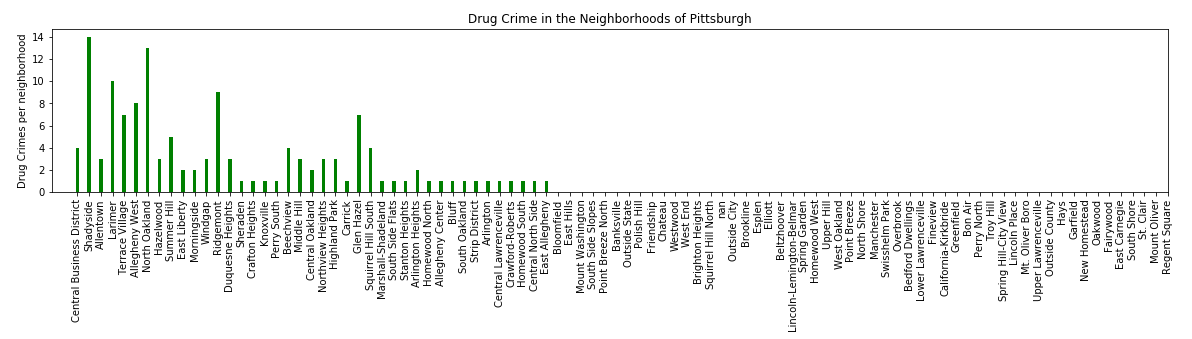 Drug Crime in the Neighborhoods of Pittsburgh
Drug Crimes per neighborhood
14
12
10
8
6
4
2
0
Central Business District
Shadyside
Allentown
Larimer
Terrace Village
Allegheny West
North Oakland
Hazelwood
Summer Hill
East Liberty
Morningside
Windgap
Ridgemont
Duquesne Heights
Sheraden
Crafton Heights
Knoxville
Perry South
Beechview
Middle Hill
Central Oakland
Northview Heights
Highland Park
Carrick
Glen Hazel
Squirrel Hill South
Marshall-Shadeland
South Side Flats
Stanton Heights
Arlington Heights
Homewood North
Allegheny Center
Bluff
South Oakland
Strip District
Arlington
Central Lawrenceville
Crawford-Roberts
Homewood South
Central North Side
East Allegheny
Bloomfield
East Hills
Mount Washington
South Side Slopes
Point Breeze North
Banksville
Outside State
Polish Hill
Friendship
Chateau
Westwood
West End
Brighton Heights
Squirrel Hill North
nan
Outside City
Brookline
Esplen
Elliott
Beltzhoover
Lincoln-Lemington-Belmar
Spring Garden
Homewood West
Upper Hill
West Oakland
Point Breeze
North Shore
Manchester
Swisshelm Park
Overbrook
Bedford Dwellings
Lower Lawrenceville
Fineview
California-Kirkbride
Greenfield
Bon Air
Perry North
Troy Hill
Spring Hill-City View
Lincoln Place
Mt. Oliver Boro
Upper Lawrenceville
Outside County
Hays
Garfield
New Homestead
Oakwood
Fairywood
East Carnegie
South Shore
St. Clair
Mount Oliver
Regent Square